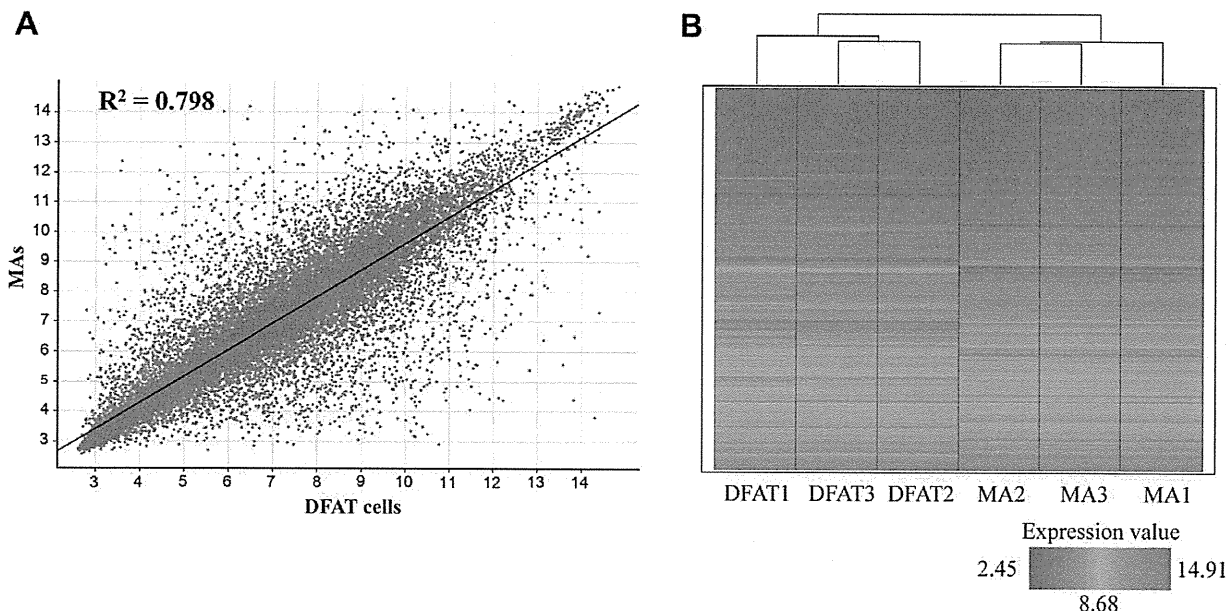 A
R² = 0.798
14
13
12
11
10
9
8
7
6
5
4
3
MAs
3 4 5 6 7 8 9 10 11 12 13 14
DFAT cells
B
DFAT1 DFAT3 DFAT2 MA2 MA3 MA1
Expression value
2.45 14.91
8.68